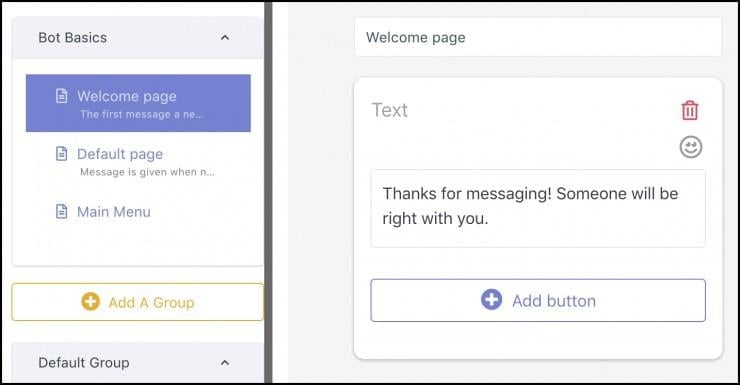 Bot Basics
Welcome page
The first message a ne...
Default page
Message is given when n...
Main Menu
Add A Group
Default Group
Welcome page
Text
Thanks for messaging! Someone will be
right with you.
Add button